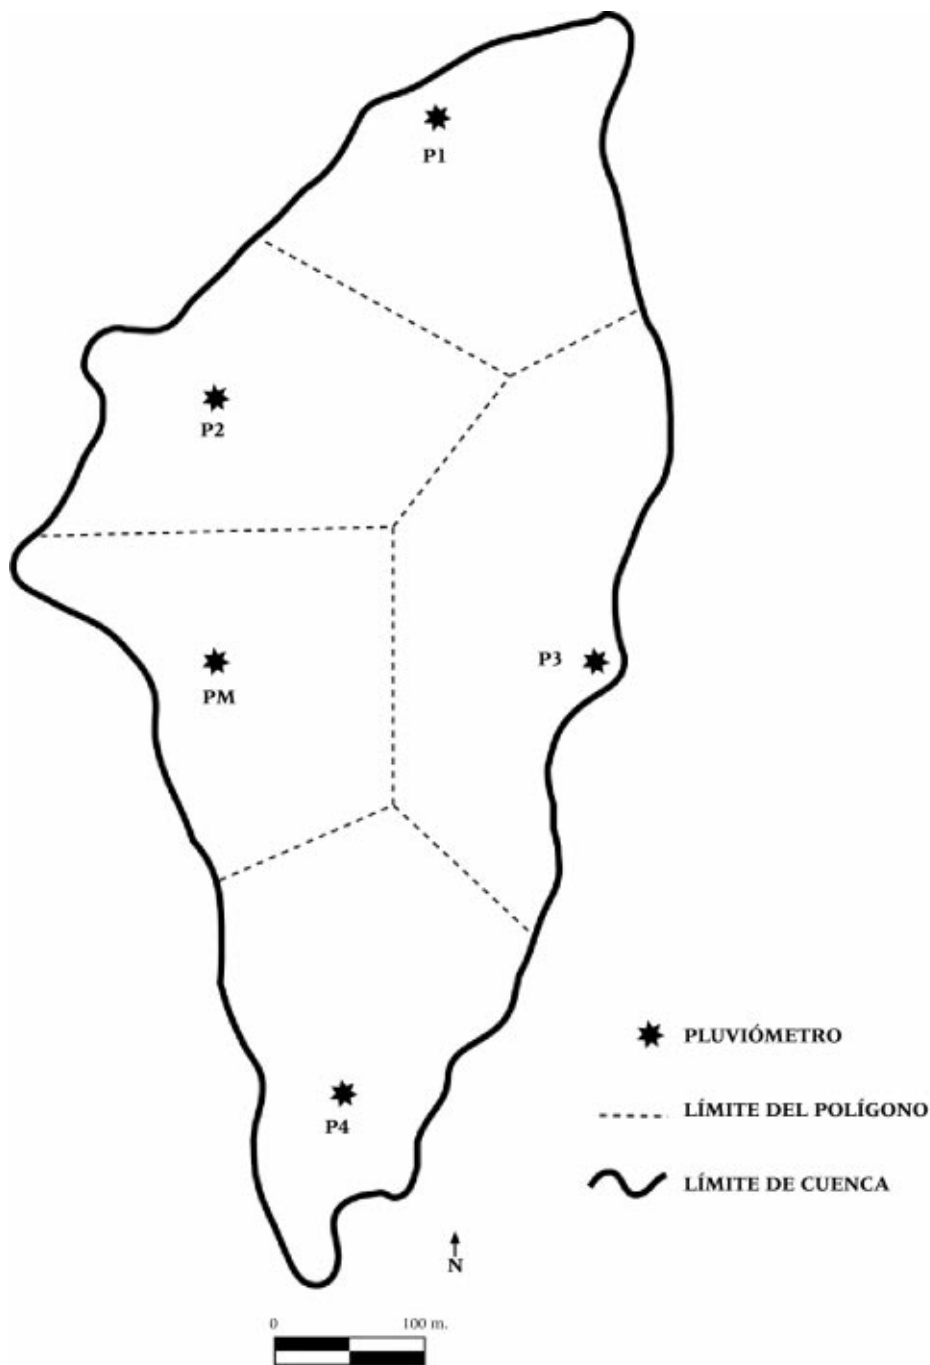 P1
P2
P3
PM
PLUVIÓMETRO
P4
LÍMITE DEL POLÍGONO
LÍMITE DE CUENCA
N
0 100 m.